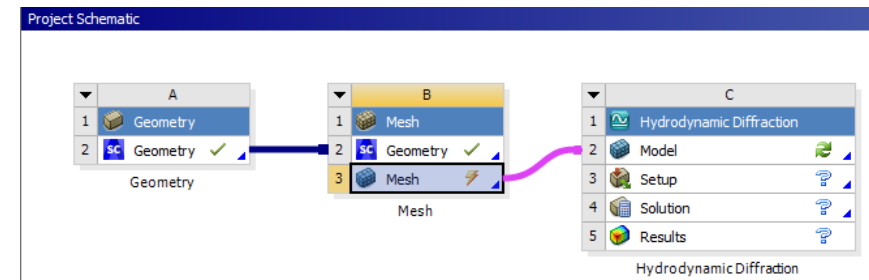 Project Schematic
A
1 Geometry
2 SC Geometry
Geometry
B
1 Mesh
2 SC Geometry
3 Mesh
Mesh
C
1 Hydrodynamic Diffraction
2 Model
3 Setup
4 Solution
5 Results
Hydrodynamic Diffraction